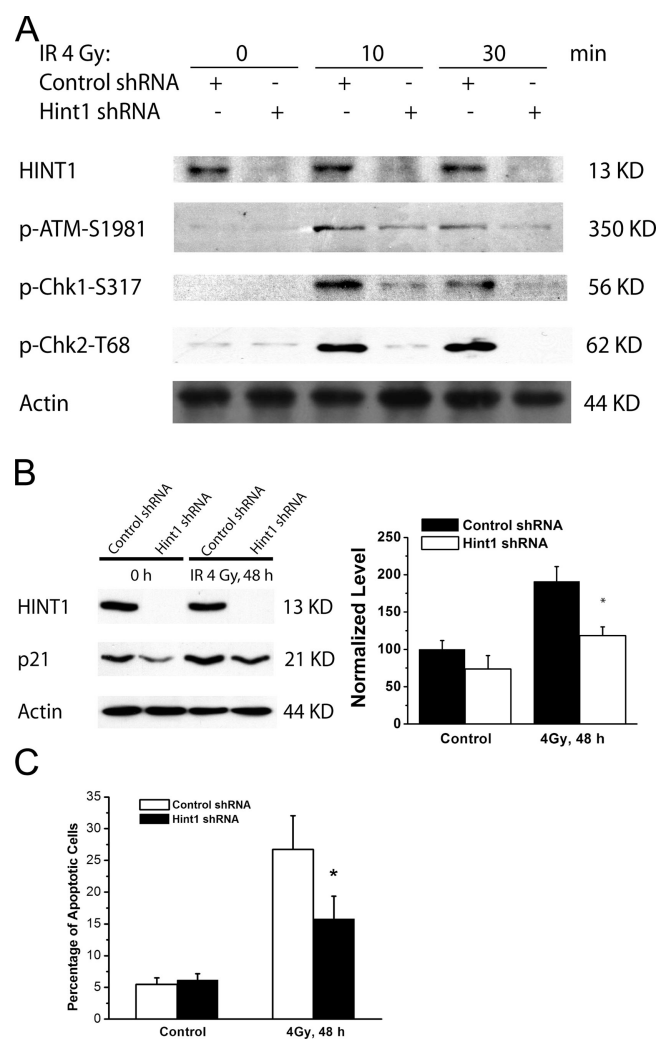 A
IR 4 Gy: 0 10 30 min
Control shRNA + - + - + -
Hint1 shRNA - + - + - +
HINT1 13 KD
p-ATM-S1981 350 KD
p-Chk1-S317 56 KD
p-Chk2-T68 62 KD
Actin 44 KD
B
Control shRNA Hint1 shRNA Control shRNA Hint1 shRNA
0 h IR 4 Gy, 48 h
HINT1 13 KD
p21 21 KD
Actin 44 KD
Control shRNA
Hint1 shRNA
Normalized Level
250
200
150
100
50
0
*
Control 4Gy, 48 h
C
Control shRNA
Hint1 shRNA
Percentage of Apoptotic Cells
35
30
25
20
15
10
5
0
*
Control 4Gy, 48 h